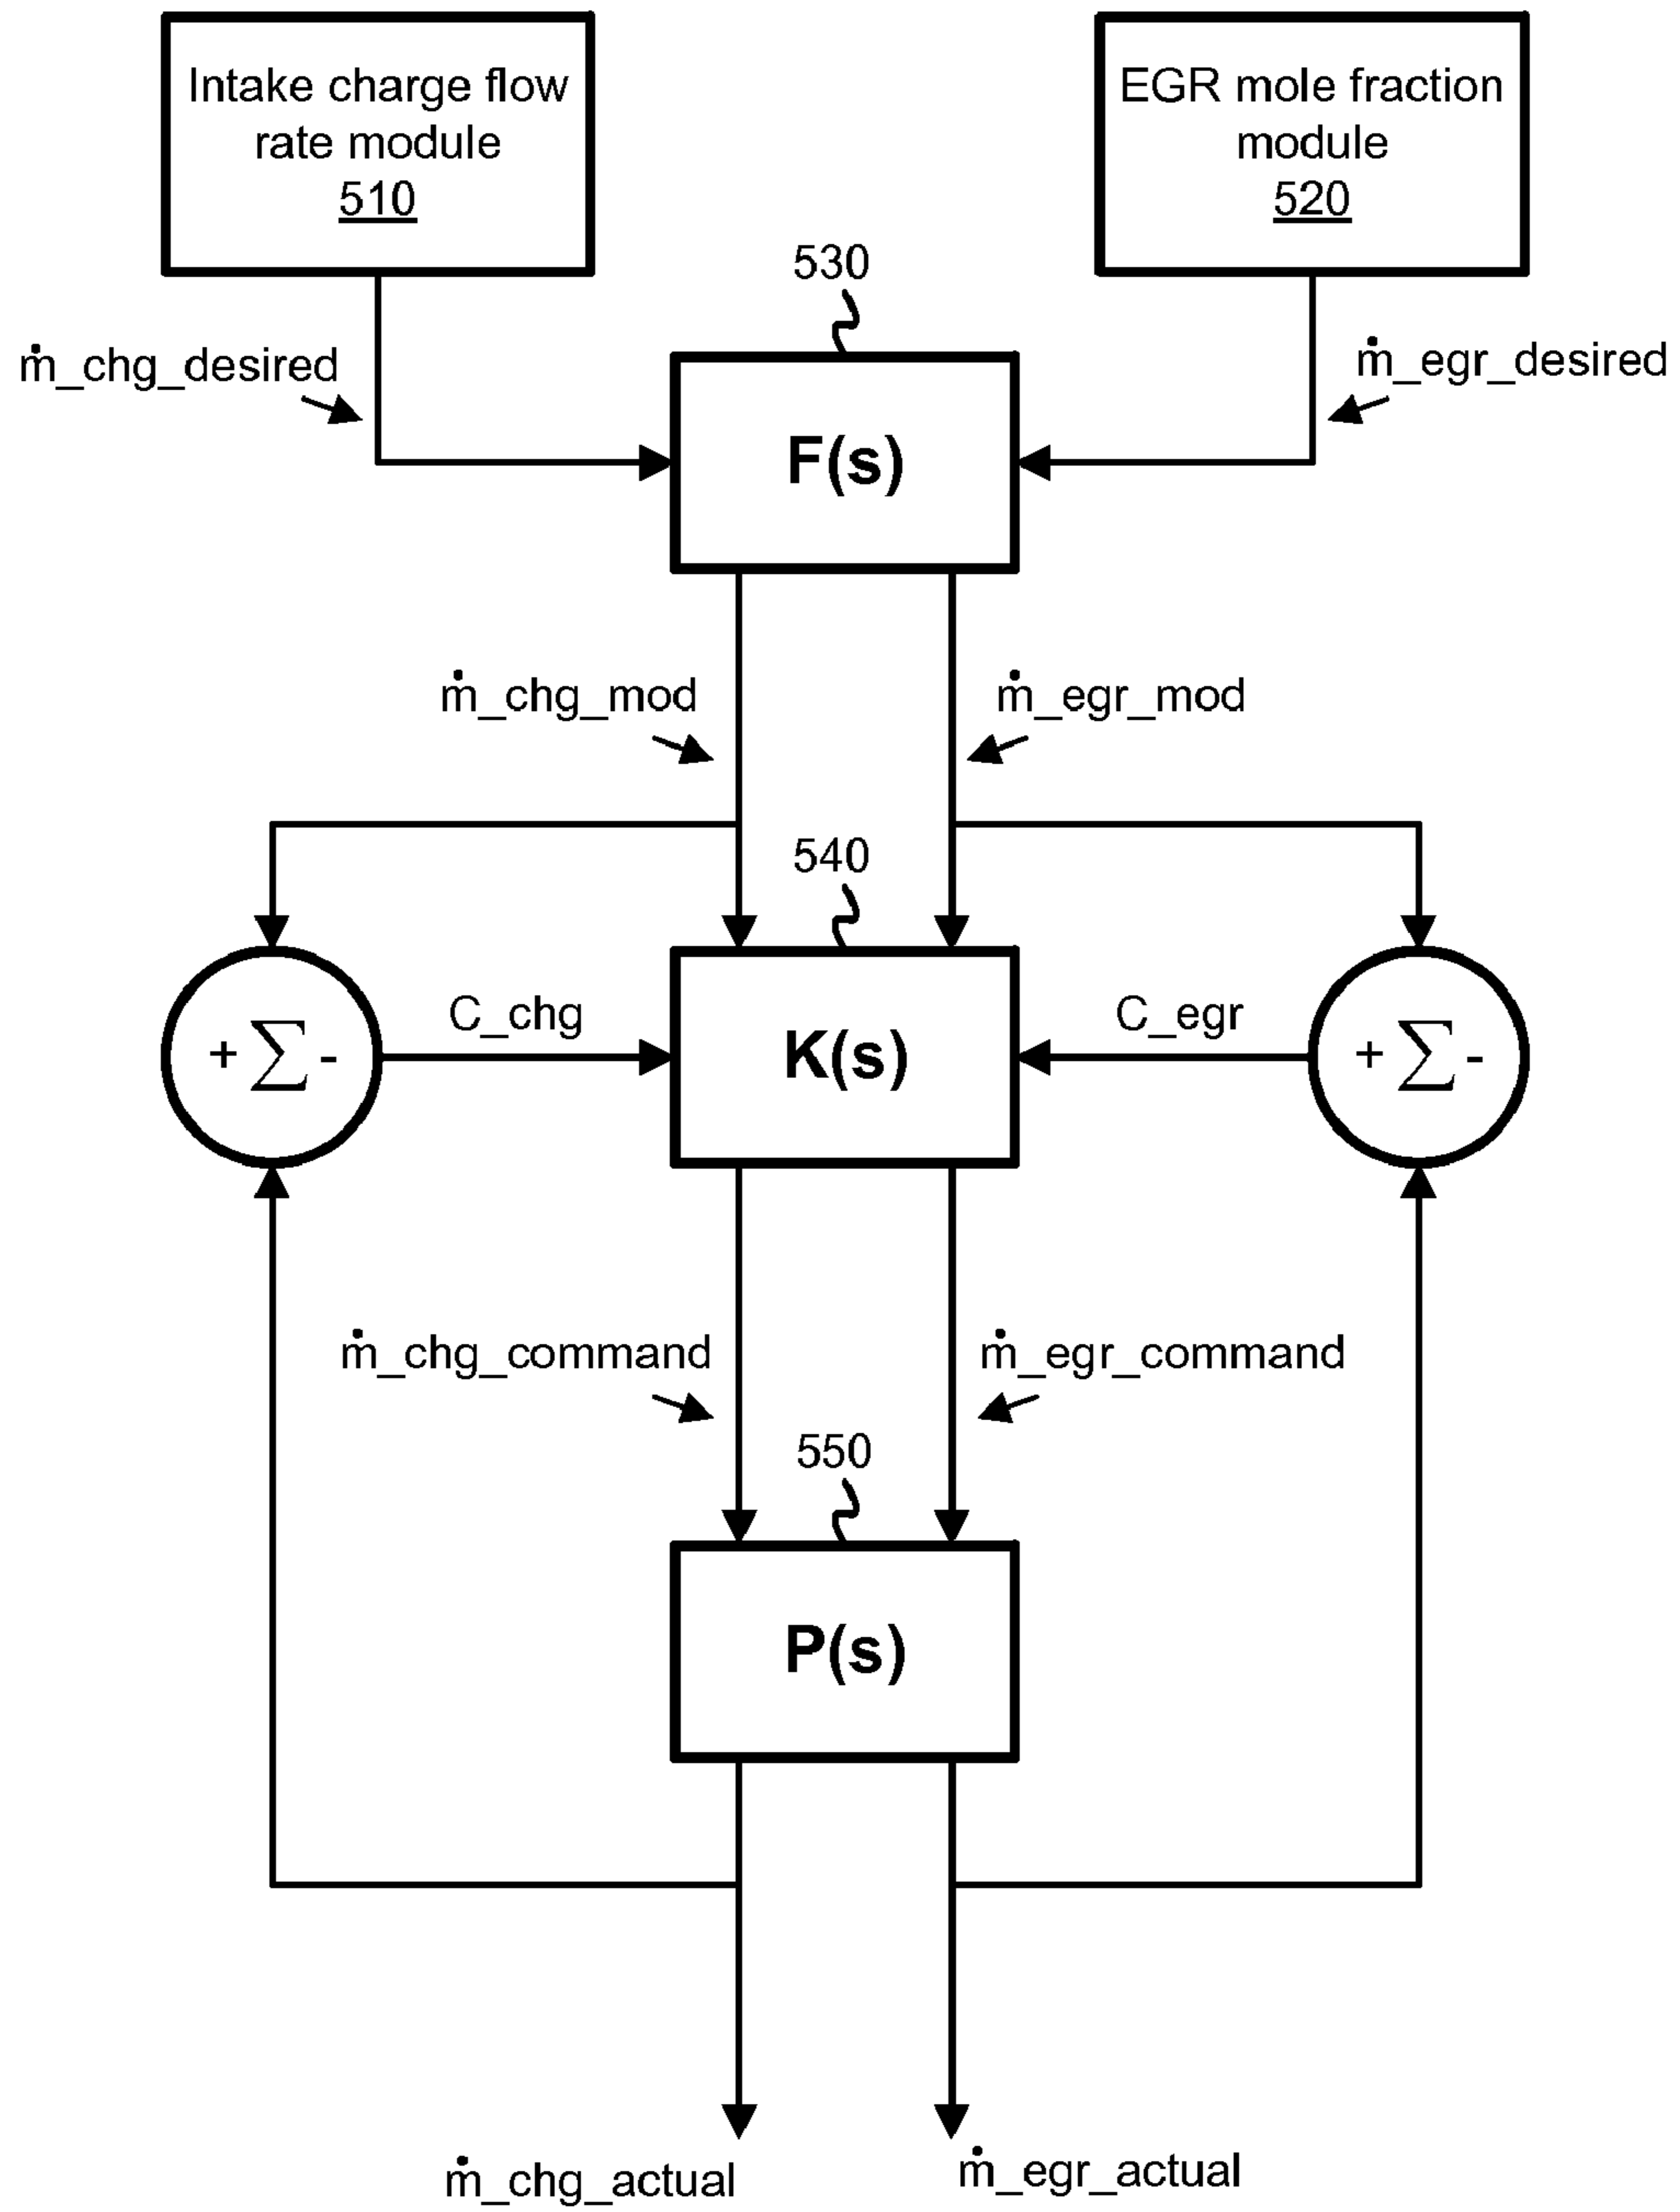 Intake charge flow
rate module
510
EGR mole fraction
module
520
530
ṁ_chg_desired
ṁ_egr_desired
F(s)
ṁ_chg_mod
ṁ_egr_mod
540
C_chg
C_egr
+ ∑ -
K(s)
+ ∑ -
ṁ_chg_command
ṁ_egr_command
550
P(s)
ṁ_chg_actual
ṁ_egr_actual